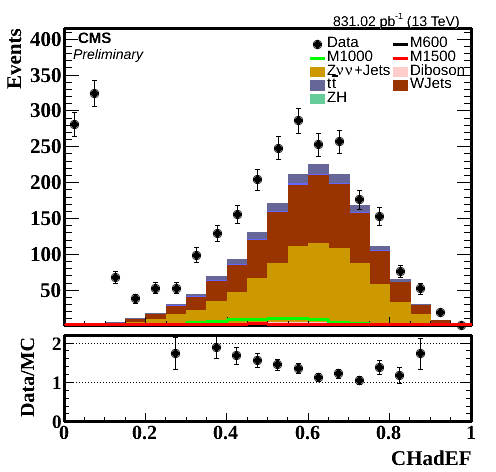 831.02 pb⁻¹ (13 TeV)
Events
CMS
Preliminary
Data
M600
M1000
M1500
Zνν+Jets
Diboson
tt̄
WJets
ZH
400
350
300
250
200
150
100
50
Data/MC
2
1
0
0 0.2 0.4 0.6 0.8 1
CHadEF